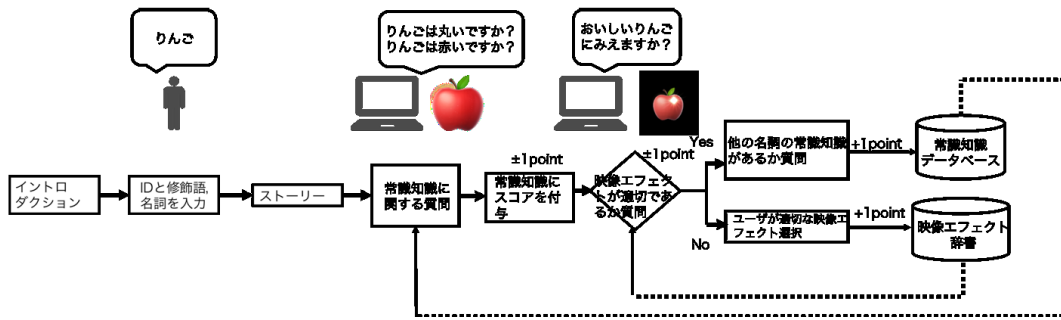 りんご
りんごは丸いですか?
りんごは赤いですか?
おいしいりんご
にみえますか?
イントロ
ダクション
IDと修飾語,
名詞を入力
ストーリー
常識知識に
関する質問
±1point
常識知識に
スコアを付
与
±1point
映像エフェク
トが適切であ
るか質問
Yes
他の名詞の常識知識
があるか質問
+1point
常識知識
データベース
No
ユーザが適切な映像エ
フェクト選択
+1point
映像エフェクト
辞書